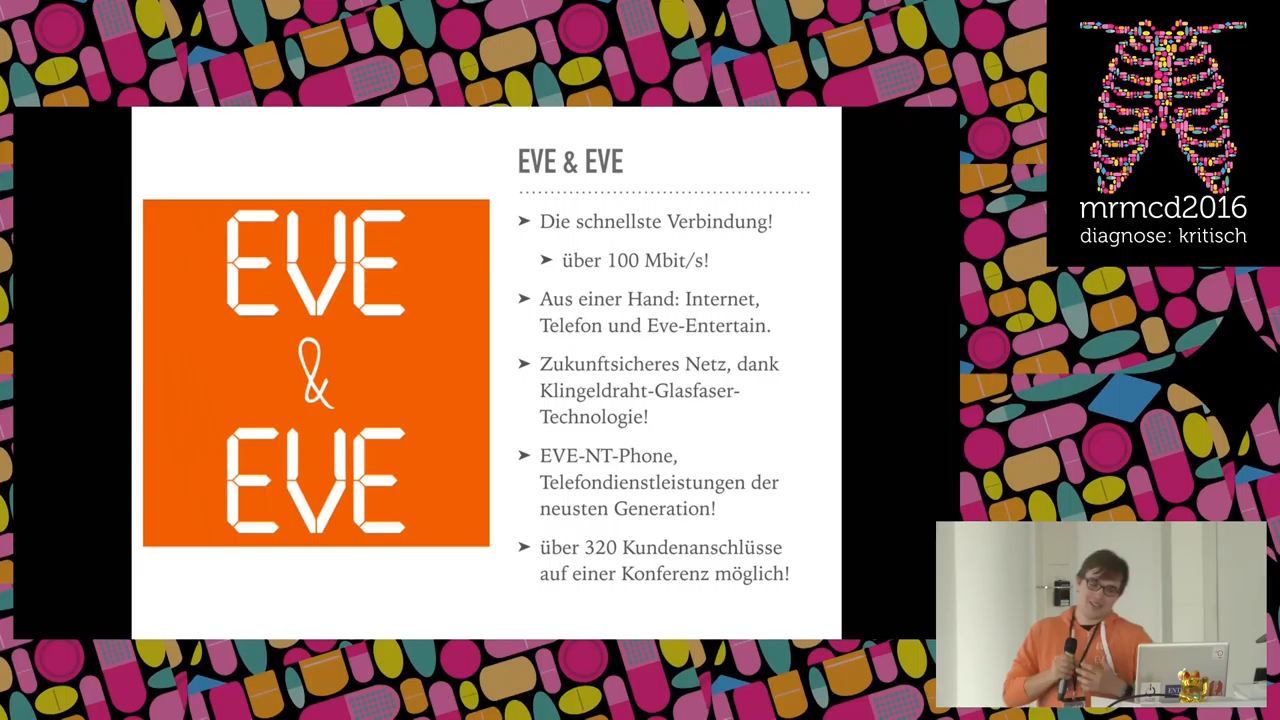 EVE & EVE
EVE
&
EVE
➤ Die schnellste Verbindung!
➤ über 100 Mbit/s!
➤ Aus einer Hand: Internet,
Telefon und Eve-Entertain.
➤ Zukunftsicheres Netz, dank
Klingeldraht-Glasfaser-
Technologie!
➤ EVE-NT-Phone,
Telefondienstleistungen der
neusten Generation!
➤ über 320 Kundenanschlüsse
auf einer Konferenz möglich!
mrmcd2016
diagnose: kritisch